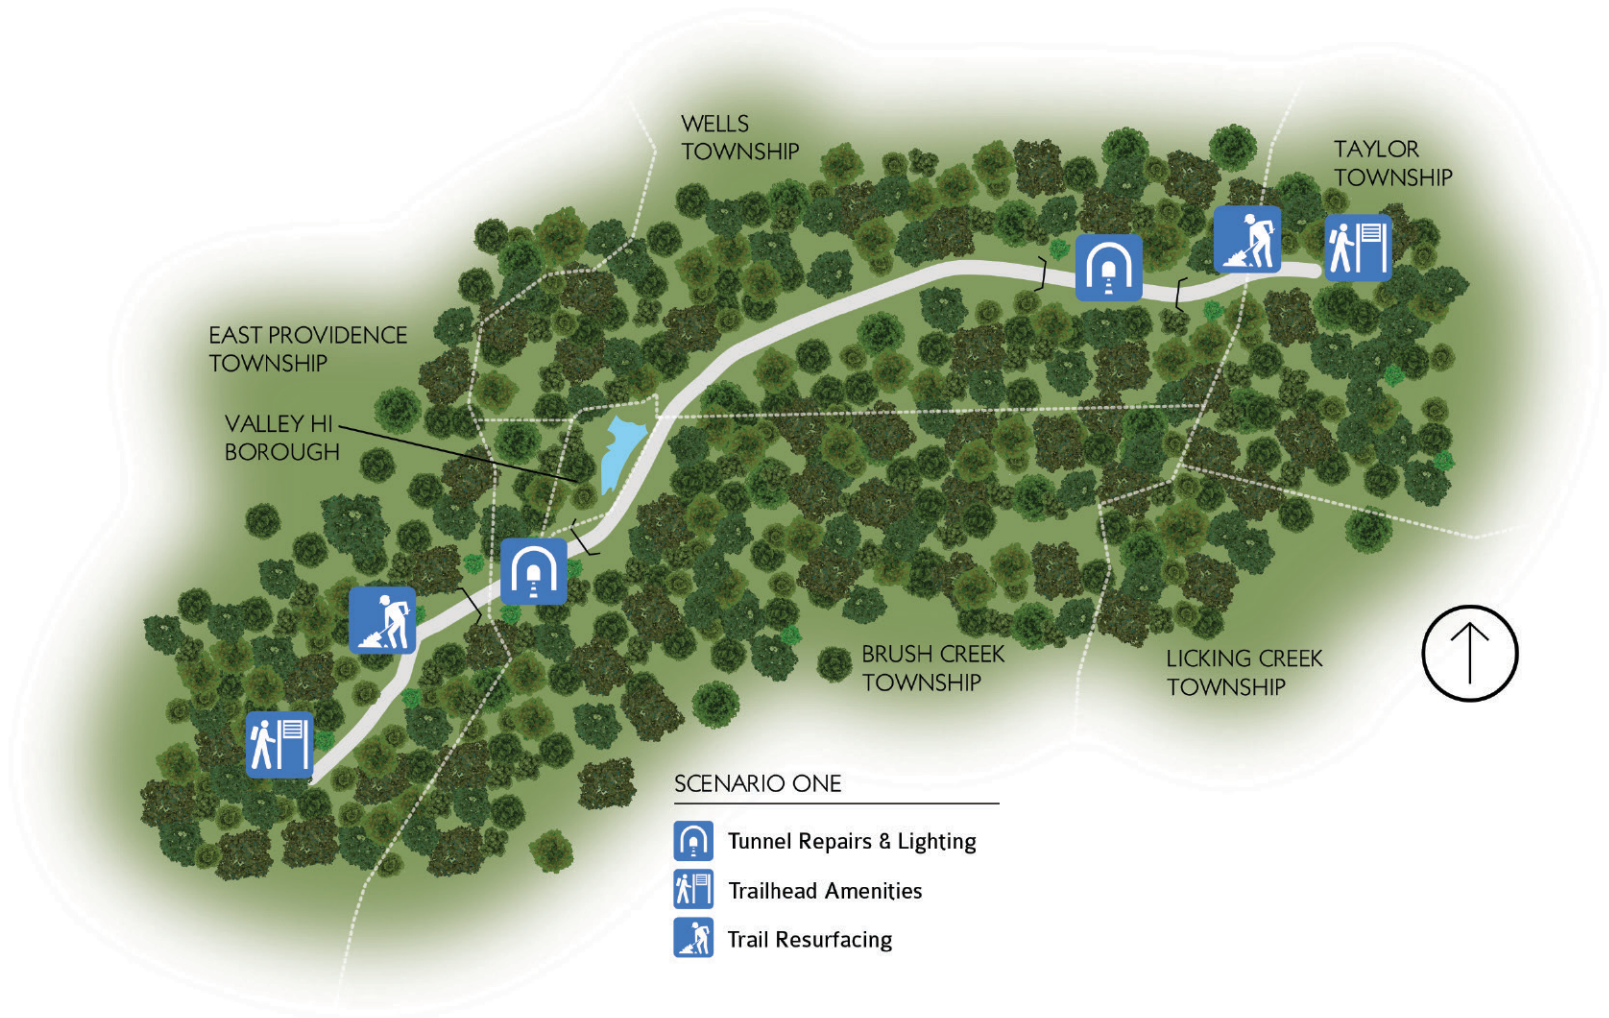 WELLS
TOWNSHIP
TAYLOR
TOWNSHIP
EAST PROVIDENCE
TOWNSHIP
VALLEY HI
BOROUGH
BRUSH CREEK
TOWNSHIP
LICKING CREEK
TOWNSHIP
SCENARIO ONE
Tunnel Repairs & Lighting
Trailhead Amenities
Trail Resurfacing